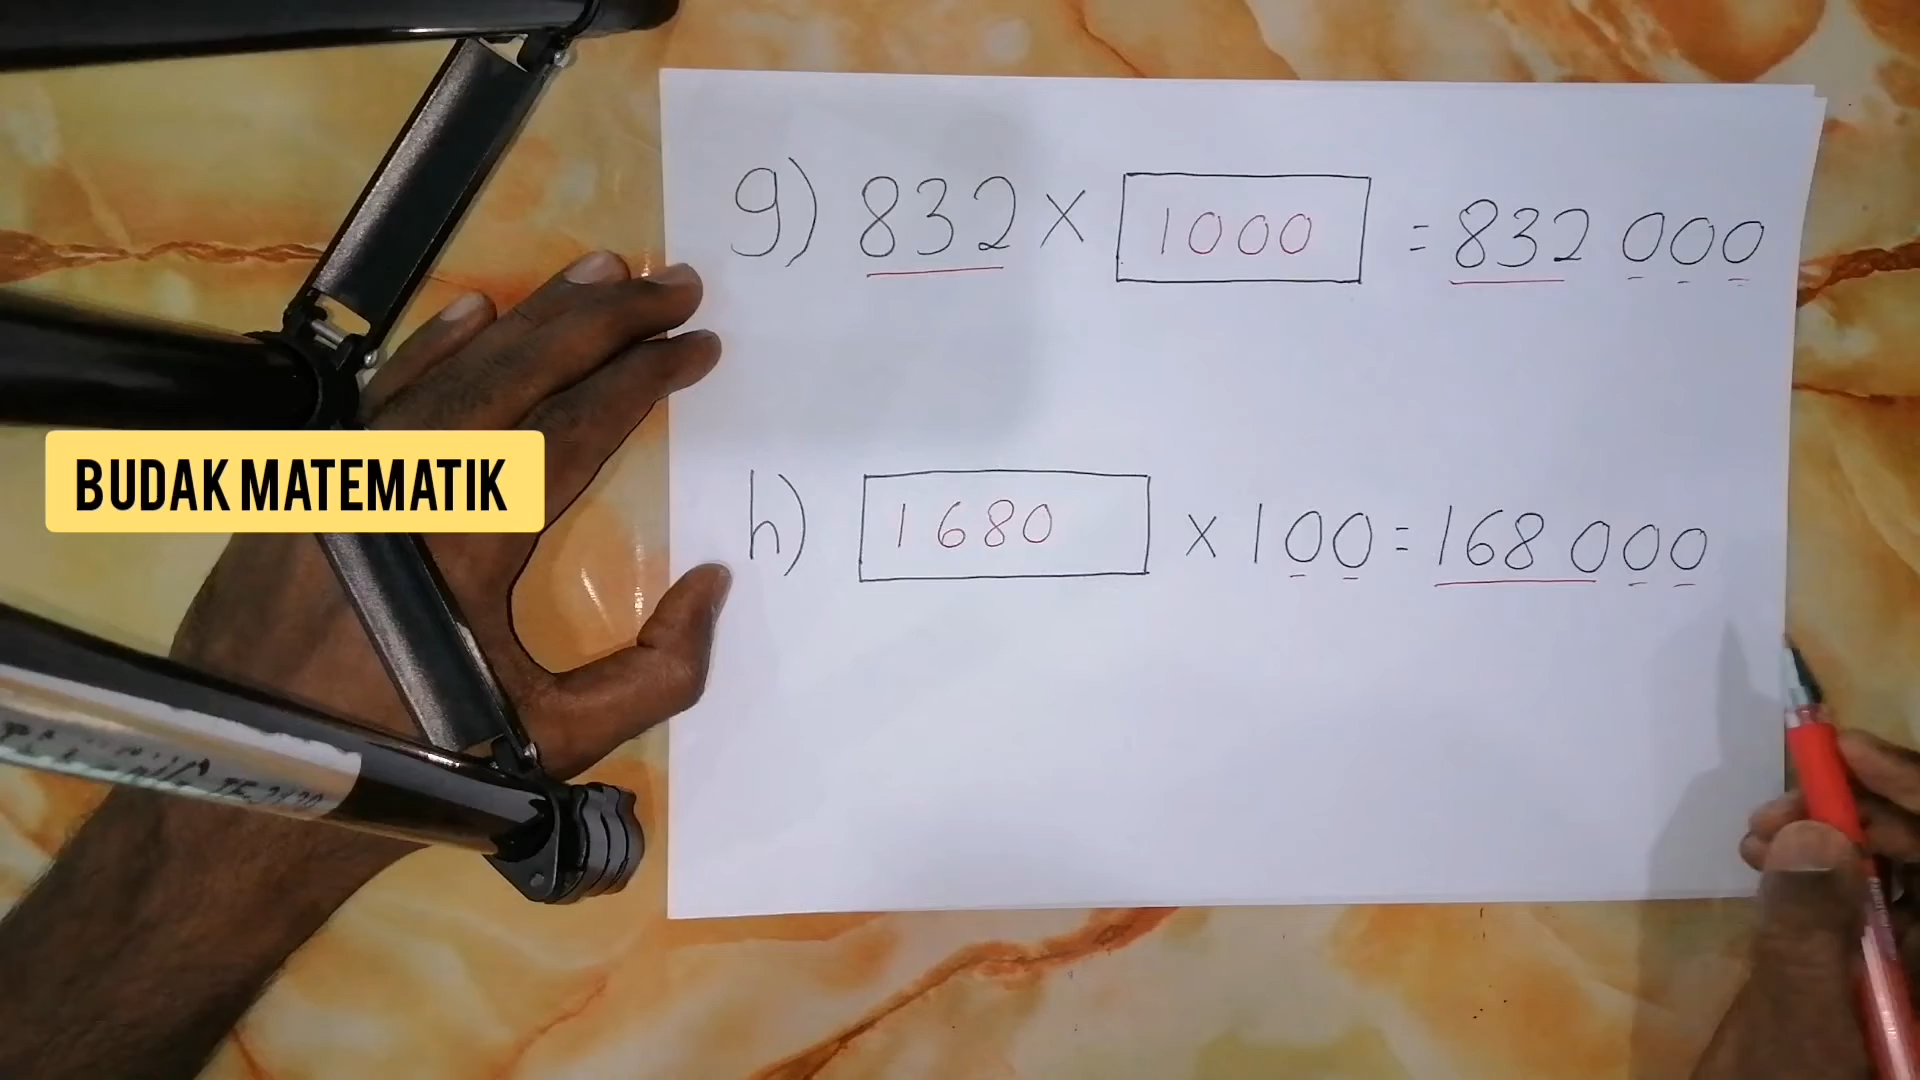 g) 832 × 1000 = 832 000
BUDAK MATEMATIK
h) 1680 × 100 = 168 000